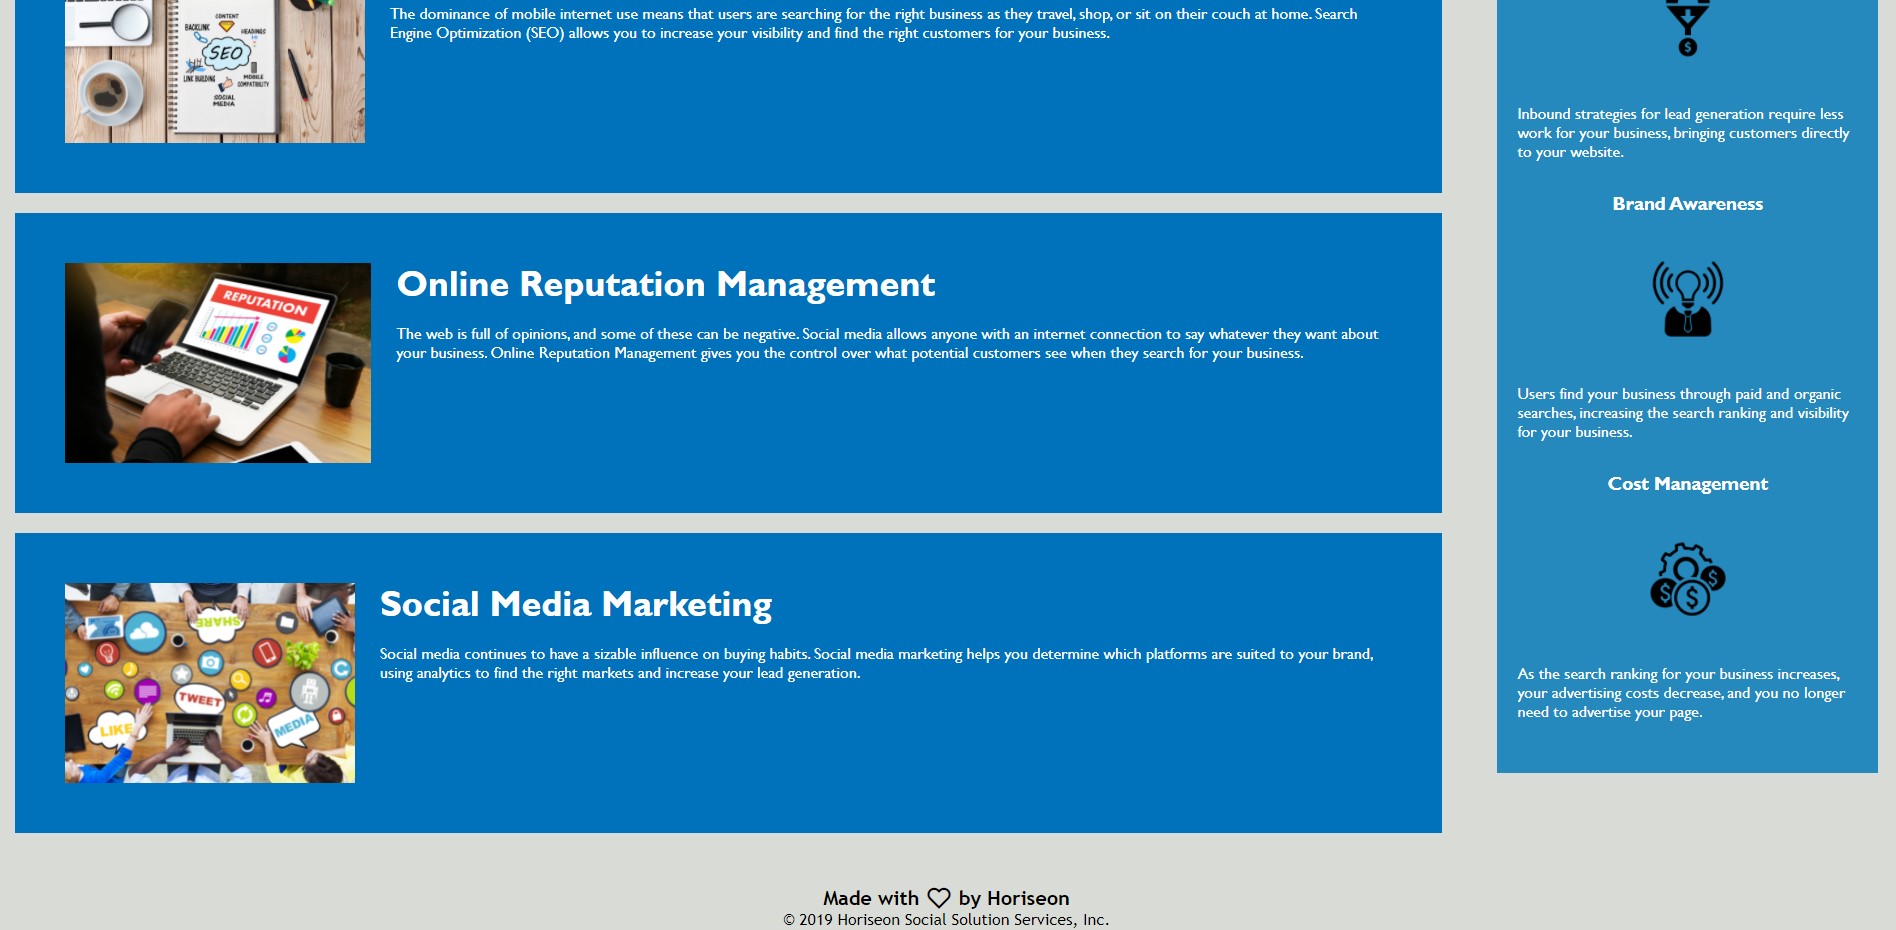 The dominance of mobile internet use means that users are searching for the right business as they travel, shop, or sit on their couch at home. Search
Engine Optimization (SEO) allows you to increase your visibility and find the right customers for your business.
CONTENT
BACKLINK
HEADINGS
SEO
LINK BUILDING
MOBILE
COMPATIBILITY
SOCIAL
MEDIA
Online Reputation Management
REPUTATION
The web is full of opinions, and some of these can be negative. Social media allows anyone with an internet connection to say whatever they want about
your business. Online Reputation Management gives you the control over what potential customers see when they search for your business.
Social Media Marketing
Social media continues to have a sizable influence on buying habits. Social media marketing helps you determine which platforms are suited to your brand,
using analytics to find the right markets and increase your lead generation.
SHARE
TWEET
LIKE
MEDIA
$
Inbound strategies for lead generation require less
work for your business, bringing customers directly
to your website.
Brand Awareness
Users find your business through paid and organic
searches, increasing the search ranking and visibility
for your business.
Cost Management
$ $ $
As the search ranking for your business increases,
your advertising costs decrease, and you no longer
need to advertise your page.
Made with ♡ by Horiseon
© 2019 Horiseon Social Solution Services, Inc.